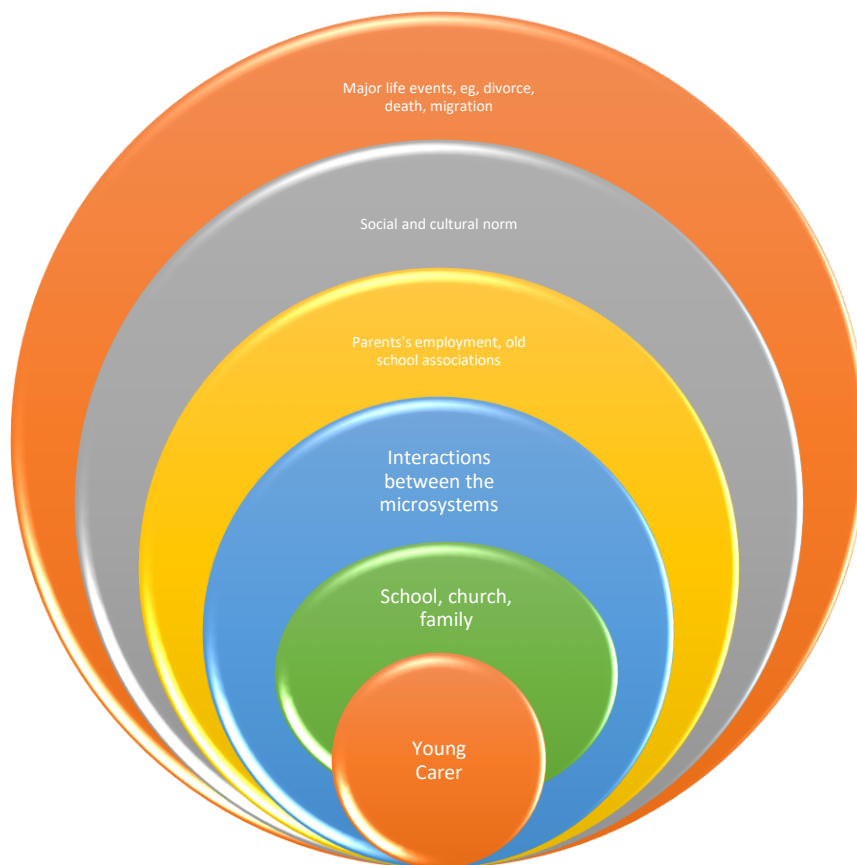 Major life events, eg, divorce,
death, migration
Social and cultural norm
Parents's employment, old
school associations
Interactions
between the
microsystems
School, church,
family
Young
Carer